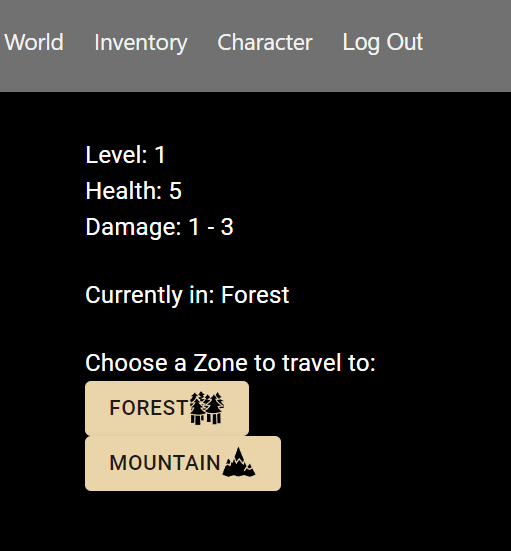 World Inventory Character Log Out
Level: 1
Health: 5
Damage: 1 - 3
Currently in: Forest
Choose a Zone to travel to:
FOREST
MOUNTAIN